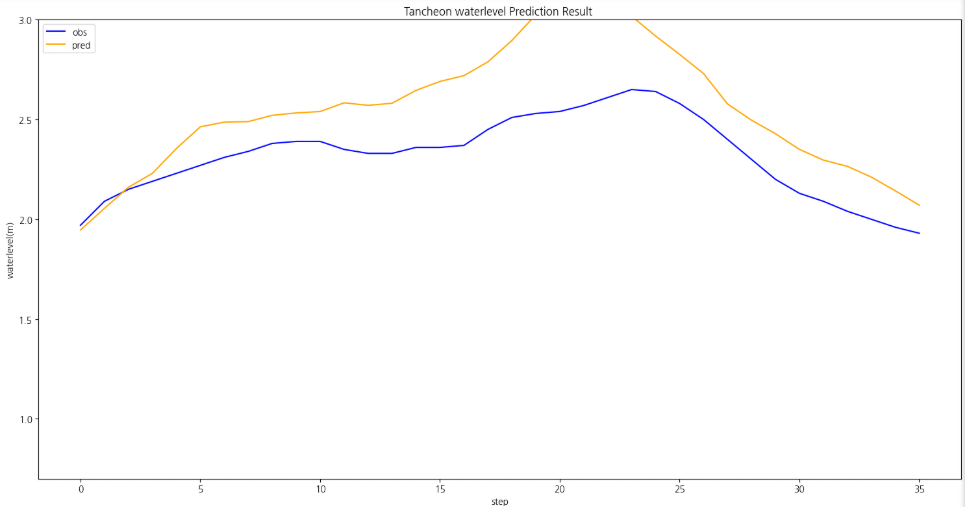 Tancheon waterlevel Prediction Result
obs
pred
waterlevel(m)
3.0
2.5
2.0
1.5
1.0
0 5 10 15 20 25 30 35
step